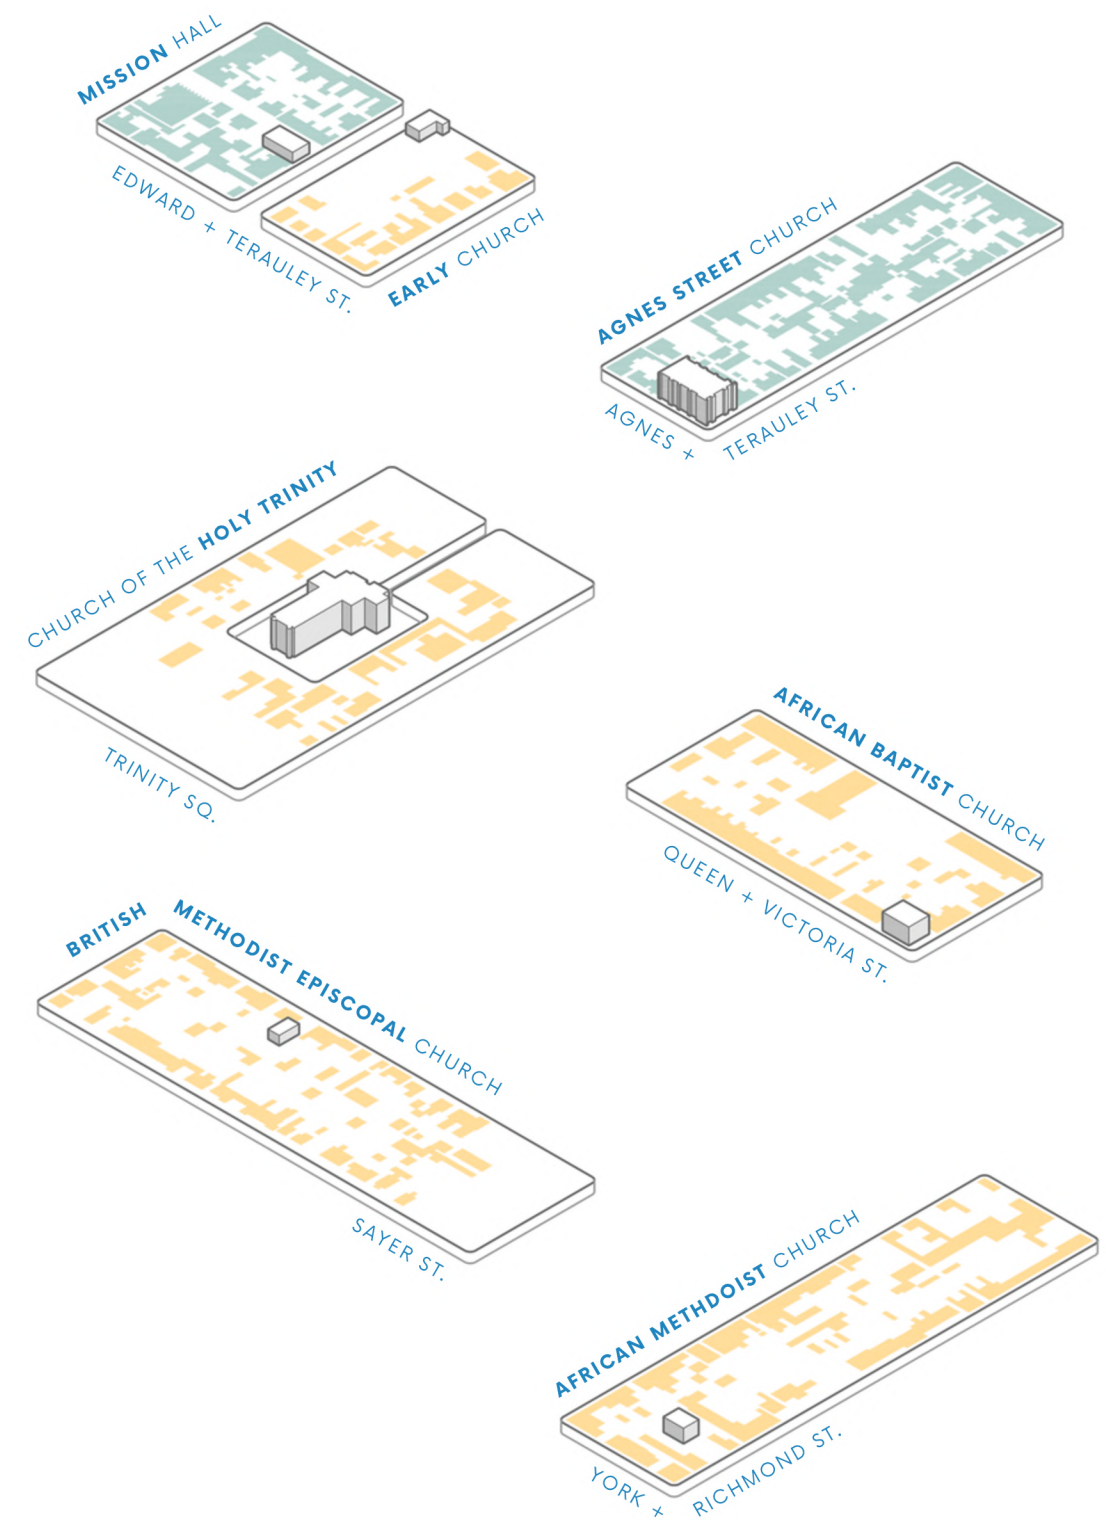 MISSION HALL
EDWARD + TERAULEY ST.
EARLY CHURCH
AGNES STREET CHURCH
AGNES +
TERAULEY ST.
CHURCH OF THE HOLY TRINITY
TRINITY SQ.
AFRICAN BAPTIST CHURCH
QUEEN + VICTORIA ST.
BRITISH
METHODIST EPISCOPAL CHURCH
SAYER ST.
AFRICAN METHDOIST CHURCH
YORK +
RICHMOND ST.